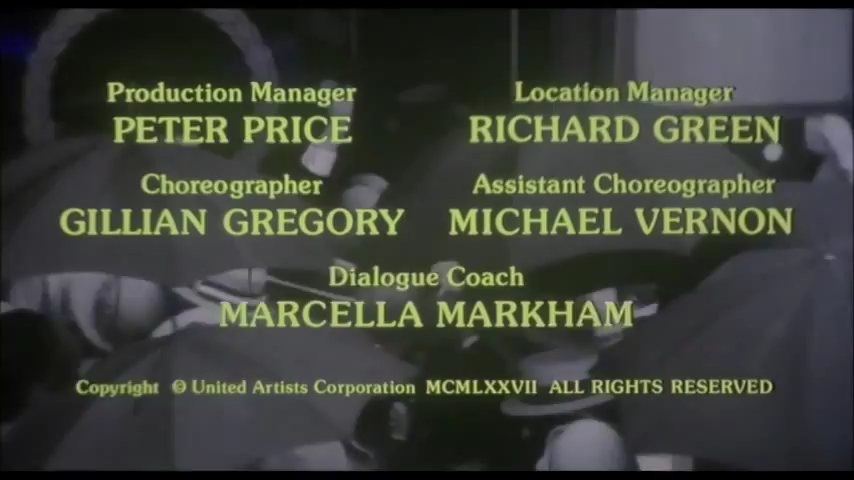 Production Manager
PETER PRICE
Location Manager
RICHARD GREEN
Choreographer
GILLIAN GREGORY
Assistant Choreographer
MICHAEL VERNON
Dialogue Coach
MARCELLA MARKHAM
Copyright © United Artists Corporation MCMLXXVII ALL RIGHTS RESERVED